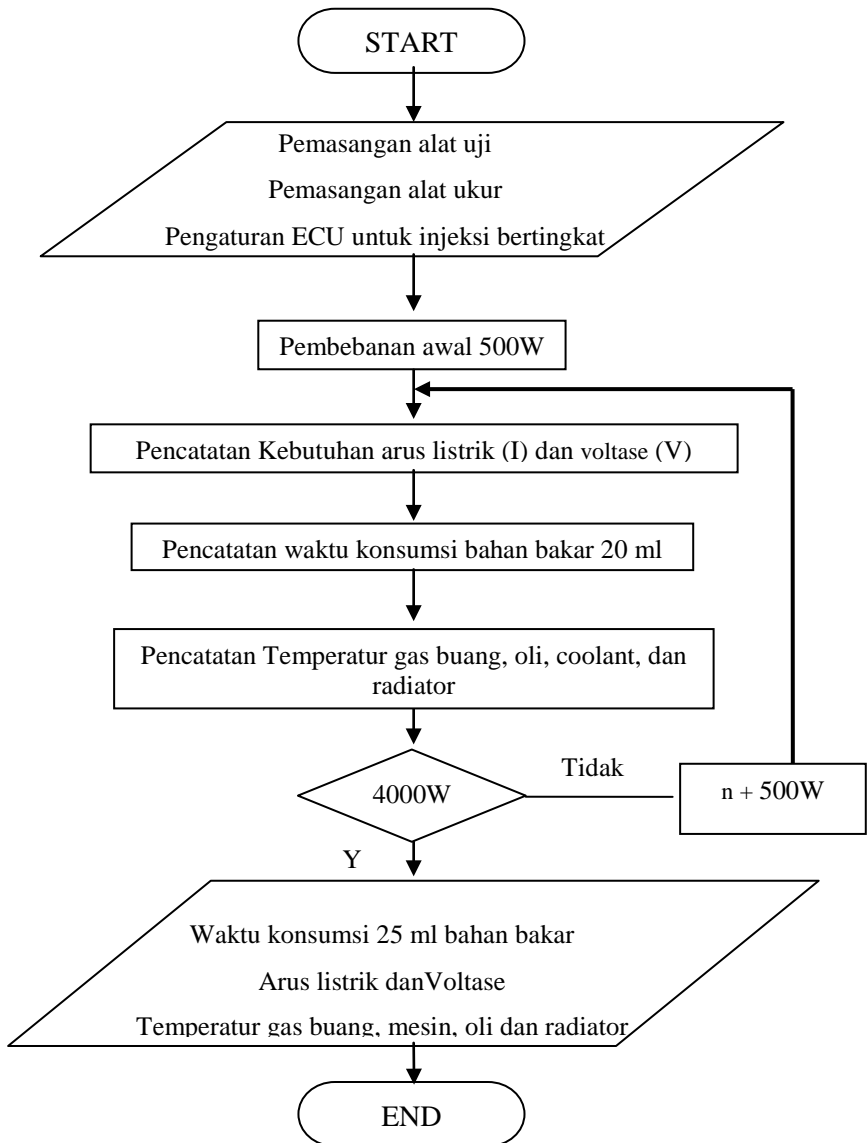 START
Pemasangan alat uji
Pemasangan alat ukur
Pengaturan ECU untuk injeksi bertingkat
Pembebanan awal 500W
Pencatatan Kebutuhan arus listrik (I) dan voltase (V)
Pencatatan waktu konsumsi bahan bakar 20 ml
Pencatatan Temperatur gas buang, oli, coolant, dan
radiator
4000W
Tidak
n + 500W
Y
Waktu konsumsi 25 ml bahan bakar
Arus listrik danVoltase
Temperatur gas buang, mesin, oli dan radiator
END